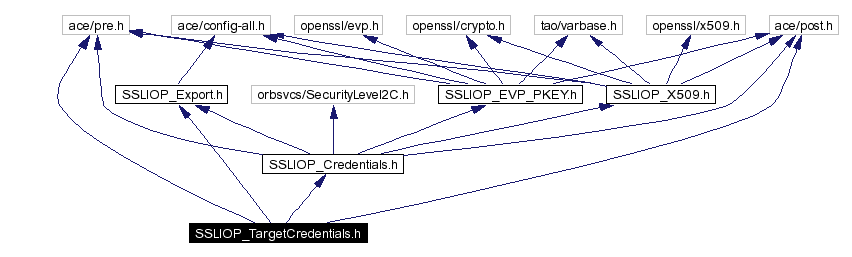 ace/pre.h
ace/config-all.h
openssl/evp.h
openssl/crypto.h
tao/varbase.h
openssl/x509.h
ace/post.h
SSLIOP_Export.h
orbsvcs/SecurityLevel2C.h
SSLIOP_EVP_PKEY.h
SSLIOP_X509.h
SSLIOP_Credentials.h
SSLIOP_TargetCredentials.h